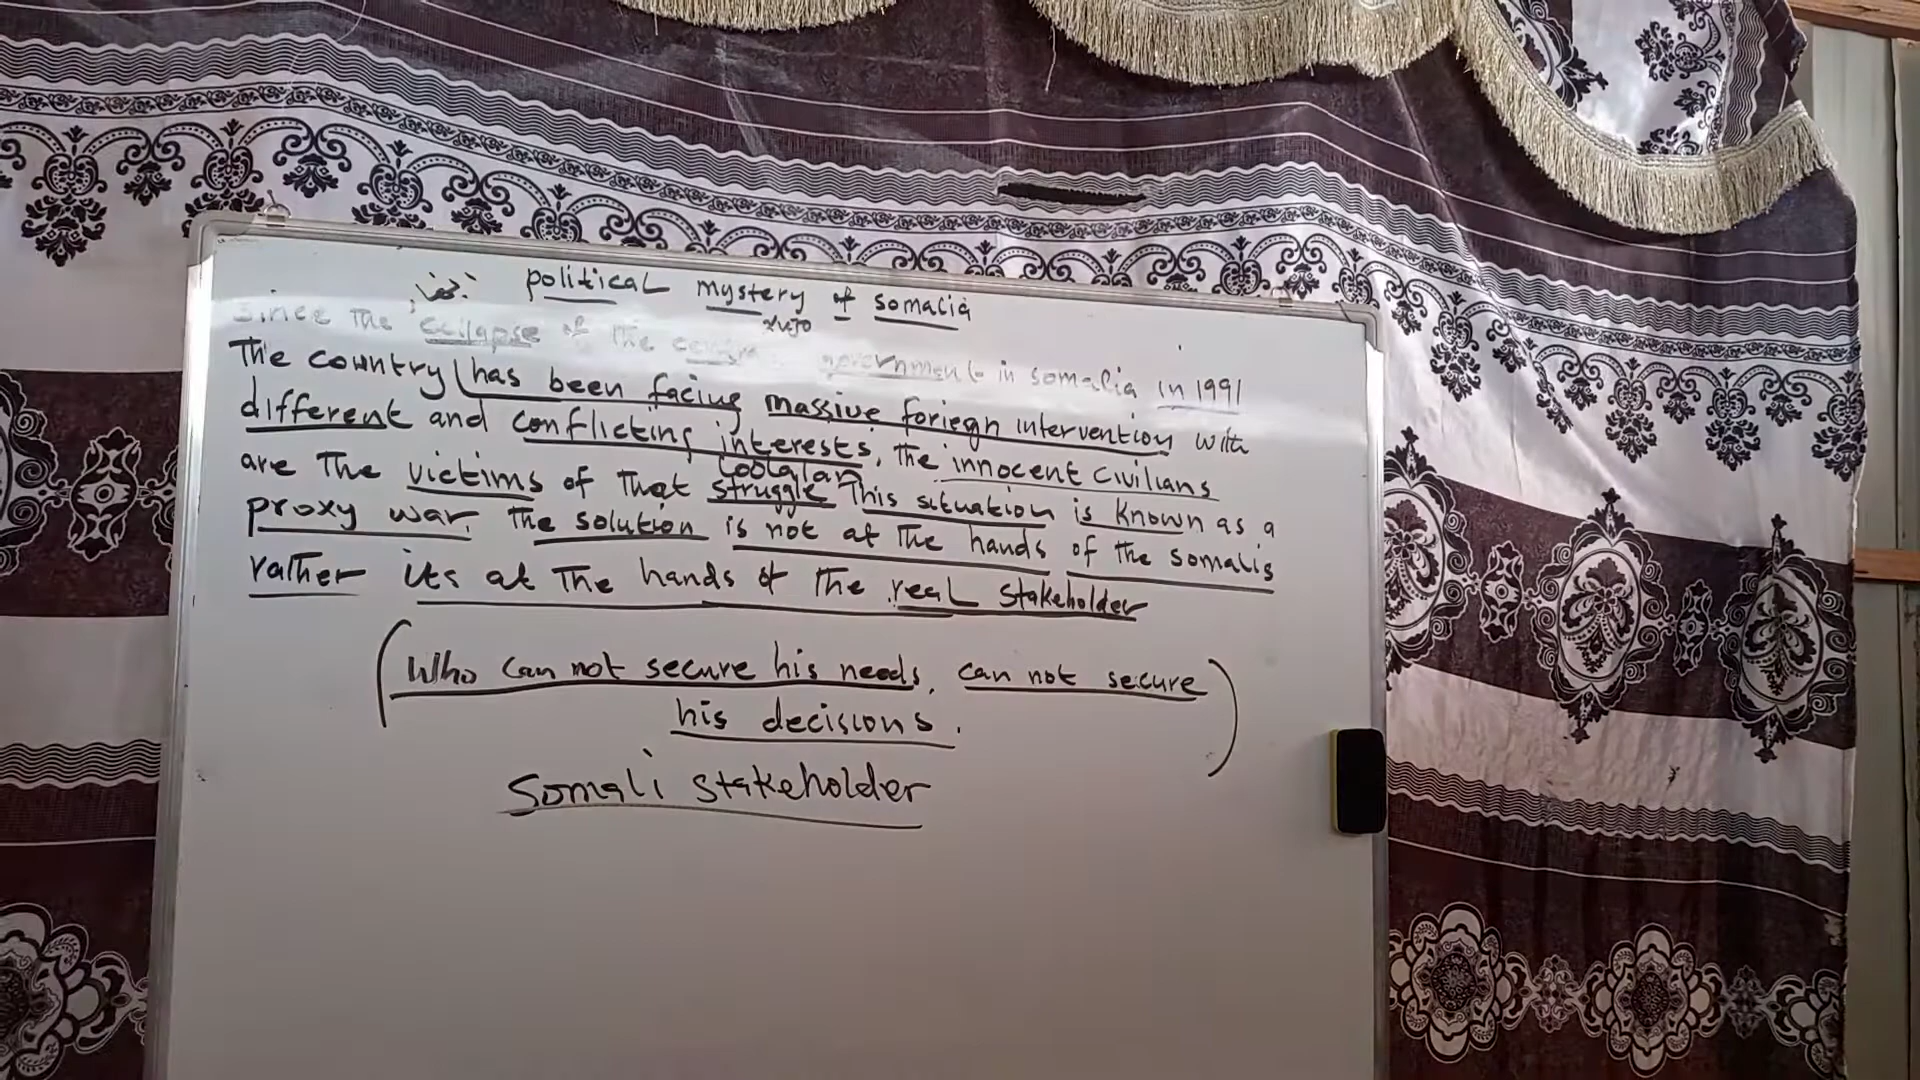 political mystery of somalia
xujo
Since the collapse of the government in somalia in 1991
The country has been facing massive foriegn intervention with
different and conflicting interests, the innocent civilians
Loolglan
are the victims of that struggle This situation is known as a
proxy war. The solution is not at the hands of the somalis
rather its at the hands of the real stakeholder
(Who can not secure his needs, can not secure
his decisions.)
Somali stakeholder